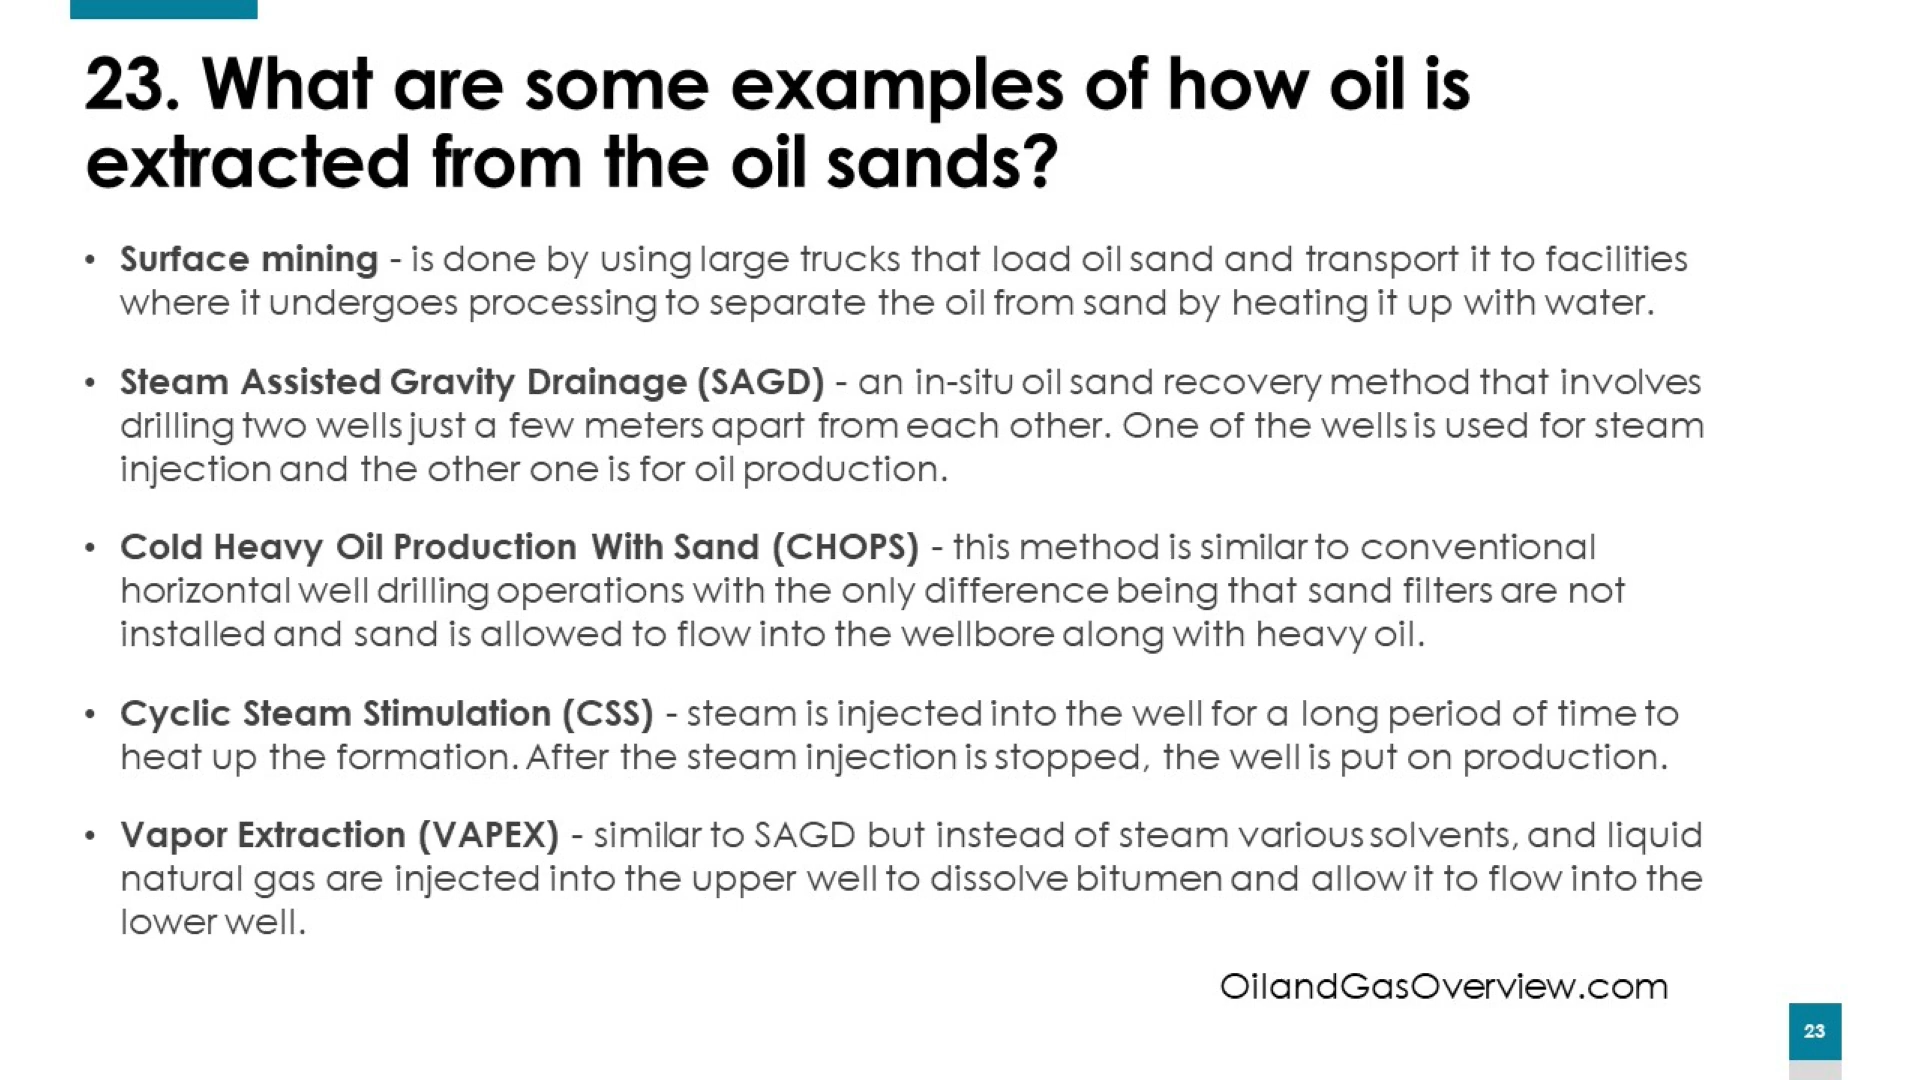 23. What are some examples of how oil is
extracted from the oil sands?
• Surface mining - is done by using large trucks that load oil sand and transport it to facilities
where it undergoes processing to separate the oil from sand by heating it up with water.
• Steam Assisted Gravity Drainage (SAGD) - an in-situ oil sand recovery method that involves
drilling two wells just a few meters apart from each other. One of the wells is used for steam
injection and the other one is for oil production.
• Cold Heavy Oil Production With Sand (CHOPS) - this method is similar to conventional
horizontal well drilling operations with the only difference being that sand filters are not
installed and sand is allowed to flow into the wellbore along with heavy oil.
• Cyclic Steam Stimulation (CSS) - steam is injected into the well for a long period of time to
heat up the formation. After the steam injection is stopped, the well is put on production.
• Vapor Extraction (VAPEX) - similar to SAGD but instead of steam various solvents, and liquid
natural gas are injected into the upper well to dissolve bitumen and allow it to flow into the
lower well.
OilandGasOverview.com
23